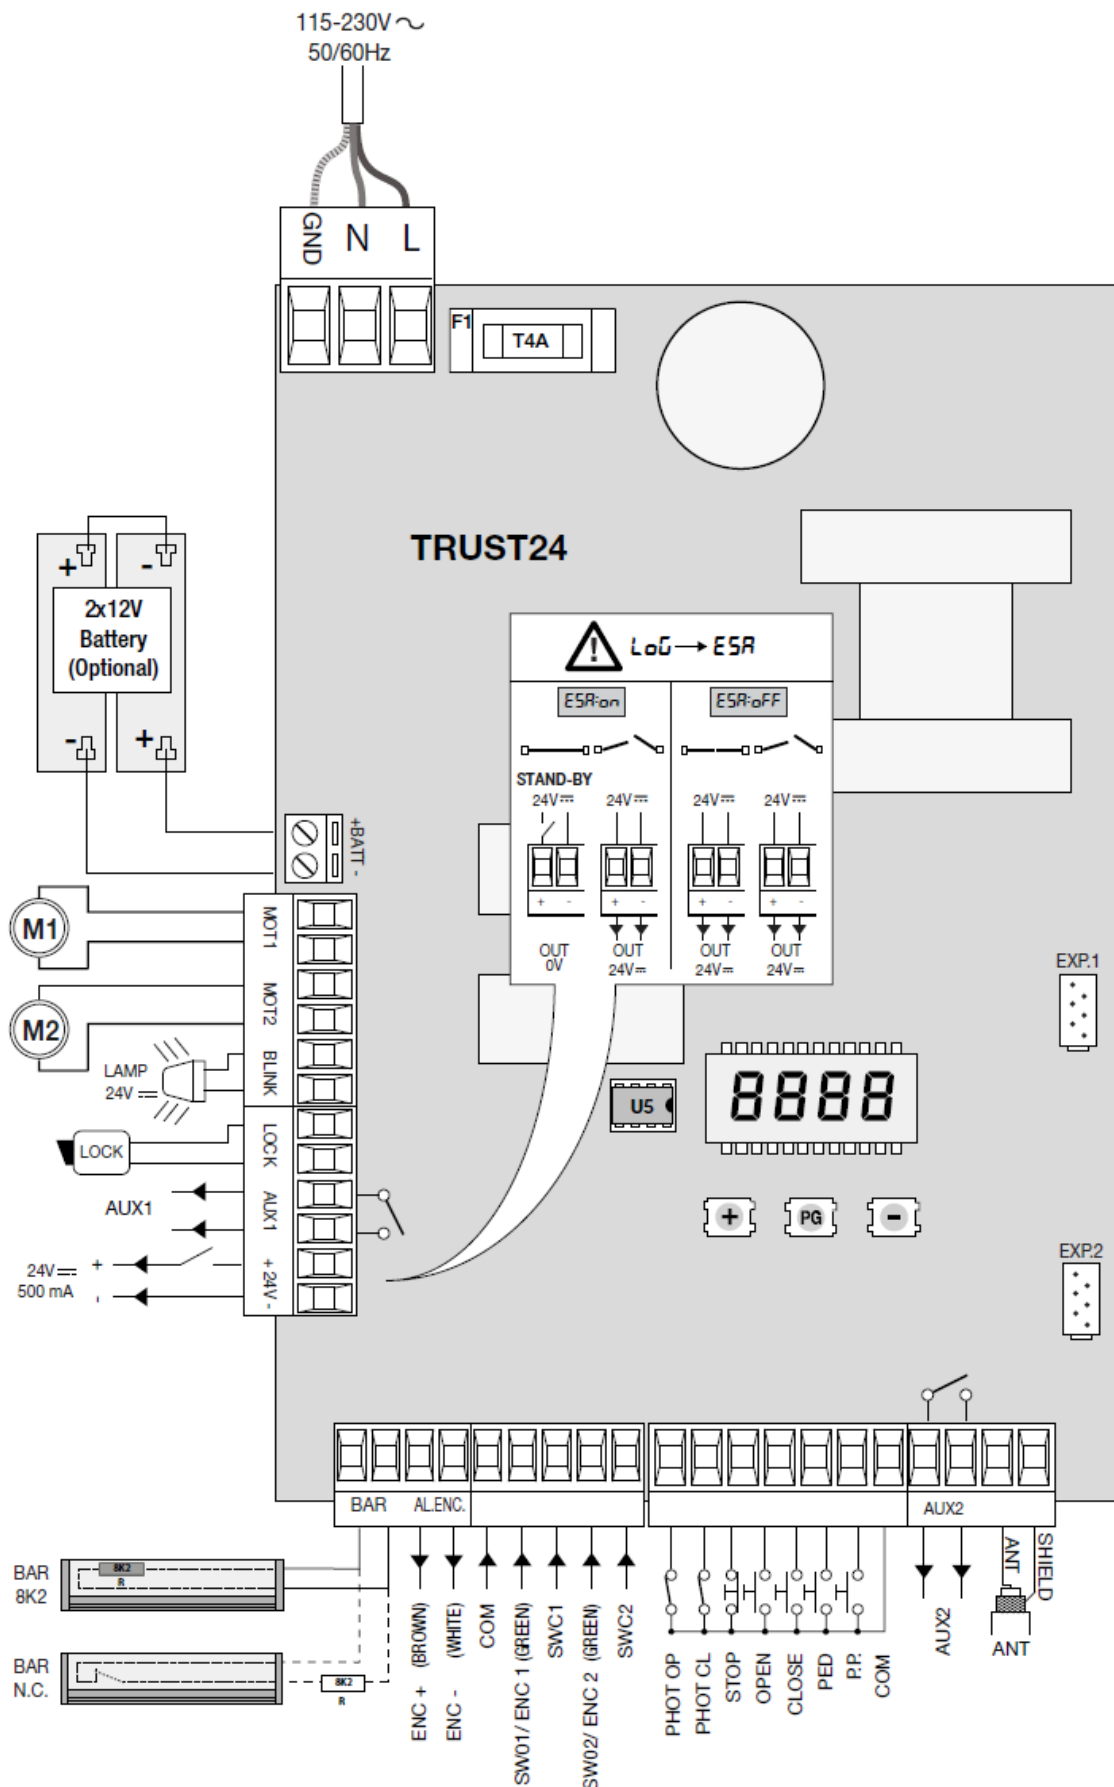 115-230V ~
50/60Hz
GND N L
F1 T4A
TRUST24
+ -
2x12V
Battery
(Optional)
- +
+BATT -
LoG → ESA
ESA:on ESA:oFF
STAND-BY
24V 24V 24V 24V
+ - + - + - + -
OUT OUT OUT OUT
0V 24V 24V 24V
M1
MOT1
M2
MOT2
LAMP
24V
BLINK
LOCK
LOCK
AUX1
AUX1
24V + -
500 mA
+ 24V -
EXP.1
U5
8888
+ PG -
EXP.2
BAR AL.ENC. AUX2
BAR
8K2
8K2
R
BAR
N.C.
8K2
R
ENC + (BROWN)
ENC - (WHITE)
COM
SW01/ ENC 1 (GREEN)
SWC1
SW02/ ENC 2 (GREEN)
SWC2
PHOT OP
PHOT CL
STOP
OPEN
CLOSE
PED
P.P.
COM
AUX2
ANT
SHIELD
ANT